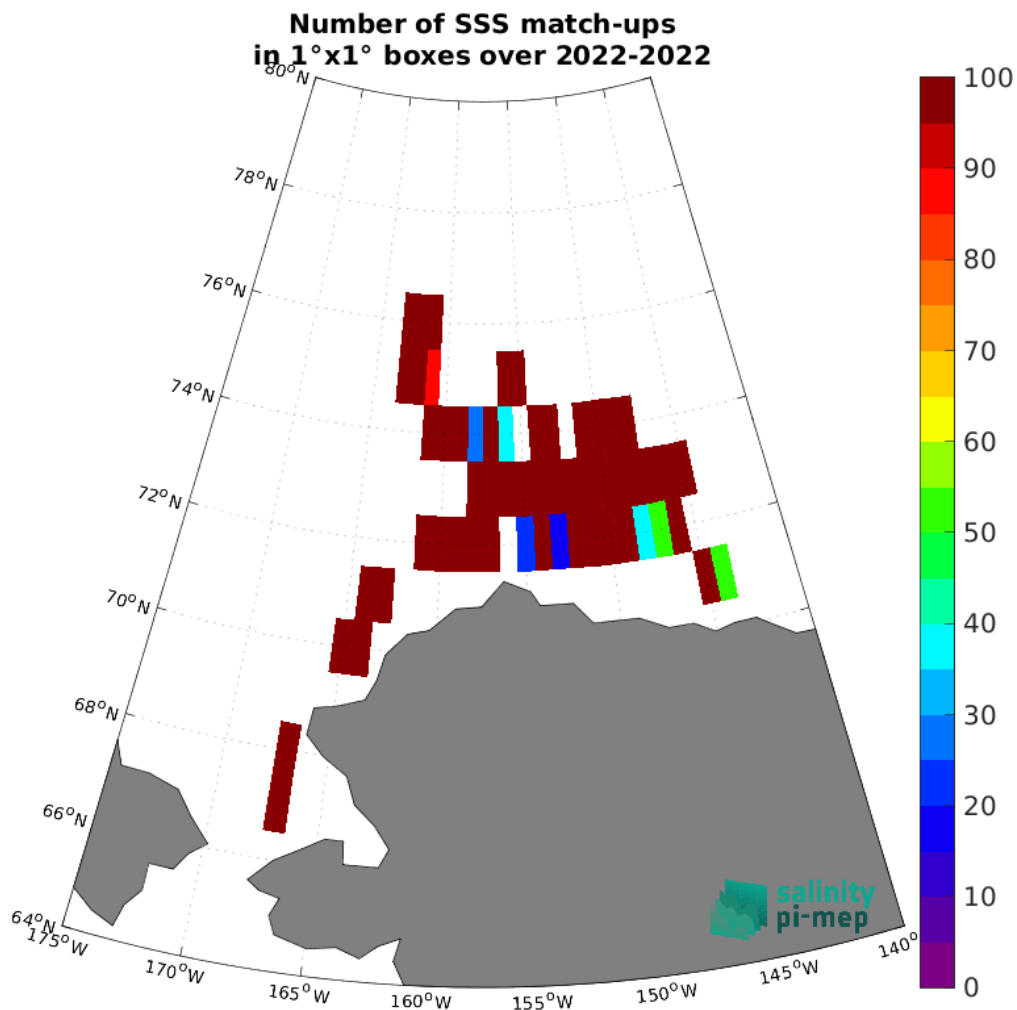 Number of SSS match-ups
in 1°x1° boxes over 2022-2022
80°N
78°N
76°N
74°N
72°N
70°N
68°N
66°N
64°N
175°W
170°W
165°W
160°W
155°W
150°W
145°W
140°
100
90
80
70
60
50
40
30
20
10
0
salinity
pi-mep